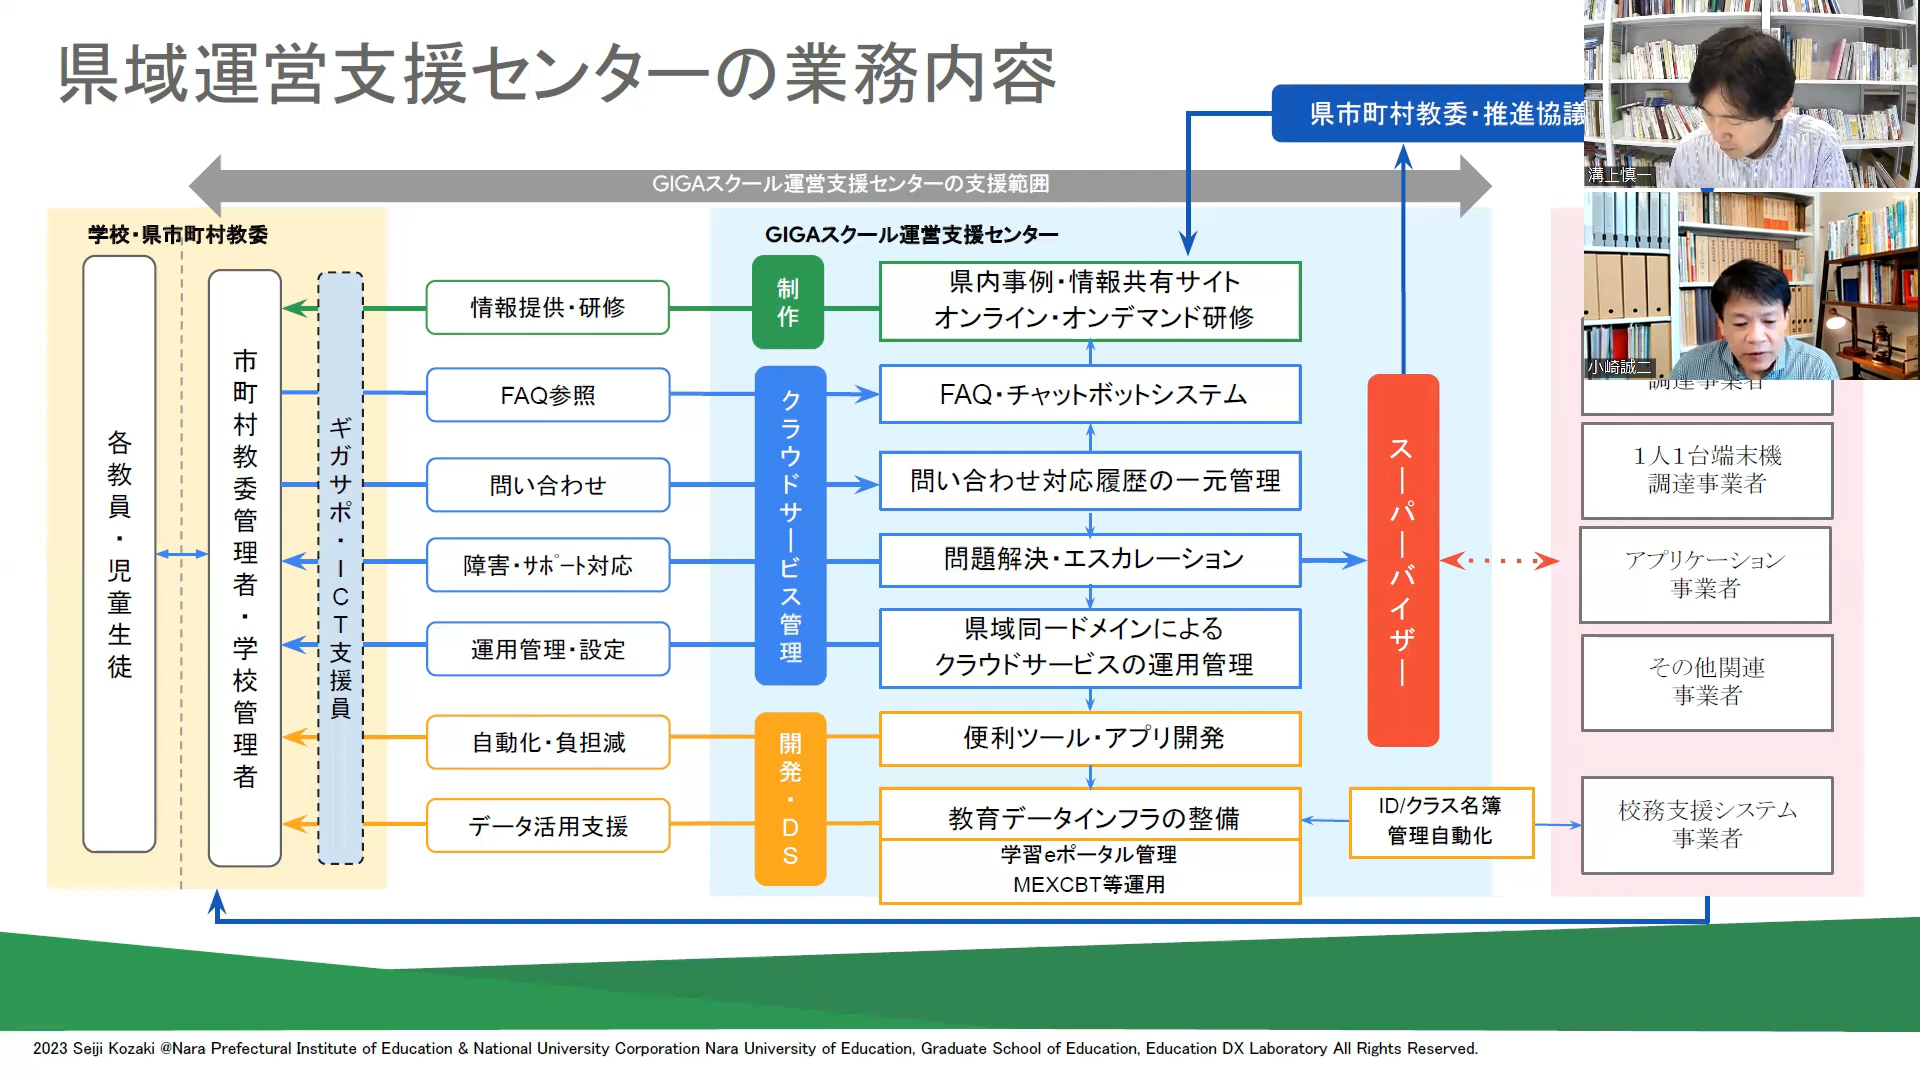 県域運営支援センターの業務内容
県市町村教委・推進協議
溝上慎一
小崎誠二
GIGAスクール運営支援センターの支援範囲
学校・県市町村教委
各教員・児童生徒
市町村教委管理者・学校管理者
ギガサポ・ICT支援員
情報提供・研修
FAQ参照
問い合わせ
障害・サポート対応
運用管理・設定
自動化・負担減
データ活用支援
GIGAスクール運営支援センター
制作
クラウドサービス管理
開発・DS
県内事例・情報共有サイト
オンライン・オンデマンド研修
FAQ・チャットボットシステム
問い合わせ対応履歴の一元管理
問題解決・エスカレーション
県域同一ドメインによる
クラウドサービスの運用管理
便利ツール・アプリ開発
教育データインフラの整備
学習eポータル管理
MEXCBT等運用
スーパーバイザー
ID/クラス名簿
管理自動化
調達事業者
1人1台端末機
調達事業者
アプリケーション
事業者
その他関連
事業者
校務支援システム
事業者
2023 Seiji Kozaki @Nara Prefectural Institute of Education & National University Corporation Nara University of Education, Graduate School of Education, Education DX Laboratory All Rights Reserved.